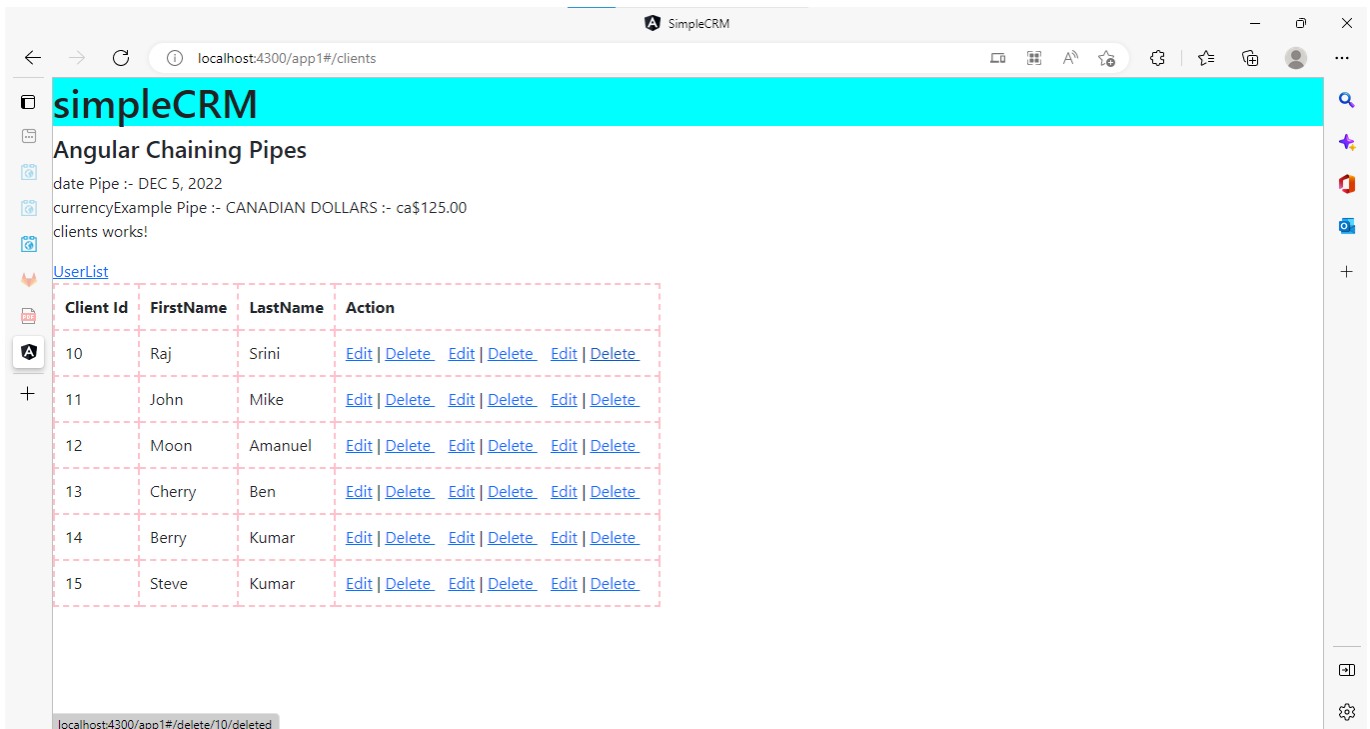 SimpleCRM
localhost:4300/app1#/clients
simpleCRM
Angular Chaining Pipes
date Pipe :- DEC 5, 2022
currencyExample Pipe :- CANADIAN DOLLARS :- ca$125.00
clients works!
UserList
Client Id FirstName LastName Action
10 Raj Srini Edit | Delete Edit | Delete Edit | Delete
11 John Mike Edit | Delete Edit | Delete Edit | Delete
12 Moon Amanuel Edit | Delete Edit | Delete Edit | Delete
13 Cherry Ben Edit | Delete Edit | Delete Edit | Delete
14 Berry Kumar Edit | Delete Edit | Delete Edit | Delete
15 Steve Kumar Edit | Delete Edit | Delete Edit | Delete
localhost:4300/app1#/delete/10/deleted